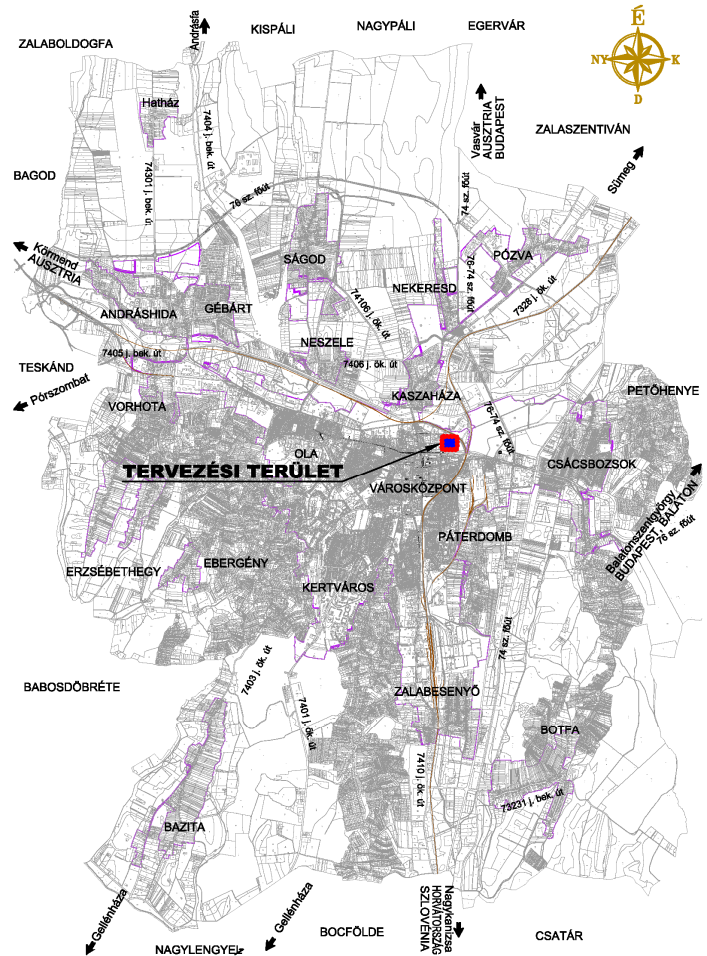 É
NY
K
D
ZALABOLDOGFA
Andrásfa
KISPÁLI
NAGYPÁLI
EGERVÁR
Vasvár
AUSZTRIA
BUDAPEST
ZALASZENTIVÁN
Sümeg
Hatház
7404 j. bek. út
74301 j. bek. út
BAGOD
76 sz. főút
74 sz. főút
Körmend
AUSZTRIA
SÁGOD
PÓZVA
NEKERESD
76-74 sz. főút
7328 j. ök. út
74106 j. ök. út
ANDRÁSHIDA
GÉBÁRT
NESZELE
7405 j. bek. út
7406 j. ök. út
TESKÁND
Pórszombat
VORHOTA
KASZAHÁZA
76-74 sz. főút
PETŐHENYE
OLA
TERVEZÉSI TERÜLET
VÁROSKÖZPONT
CSÁCSBOZSOK
Balatonszentgyörgy
BUDAPEST, BALATON
76 sz. főút
PÁTERDOMB
ERZSÉBETHEGY
EBERGÉNY
KERTVÁROS
74 sz. főút
BABOSDÖBRÉTE
7403 j. ök. út
7401 j. ök. út
ZALABESENYŐ
BOTFA
7410 j. ök. út
73231 j. bek. út
BAZITA
Gellénháza
NAGYLENGYEL
Gellénháza
BOCFÖLDE
Nagykanizsa
HORVÁTORSZÁG
SZLOVÉNIA
CSATÁR